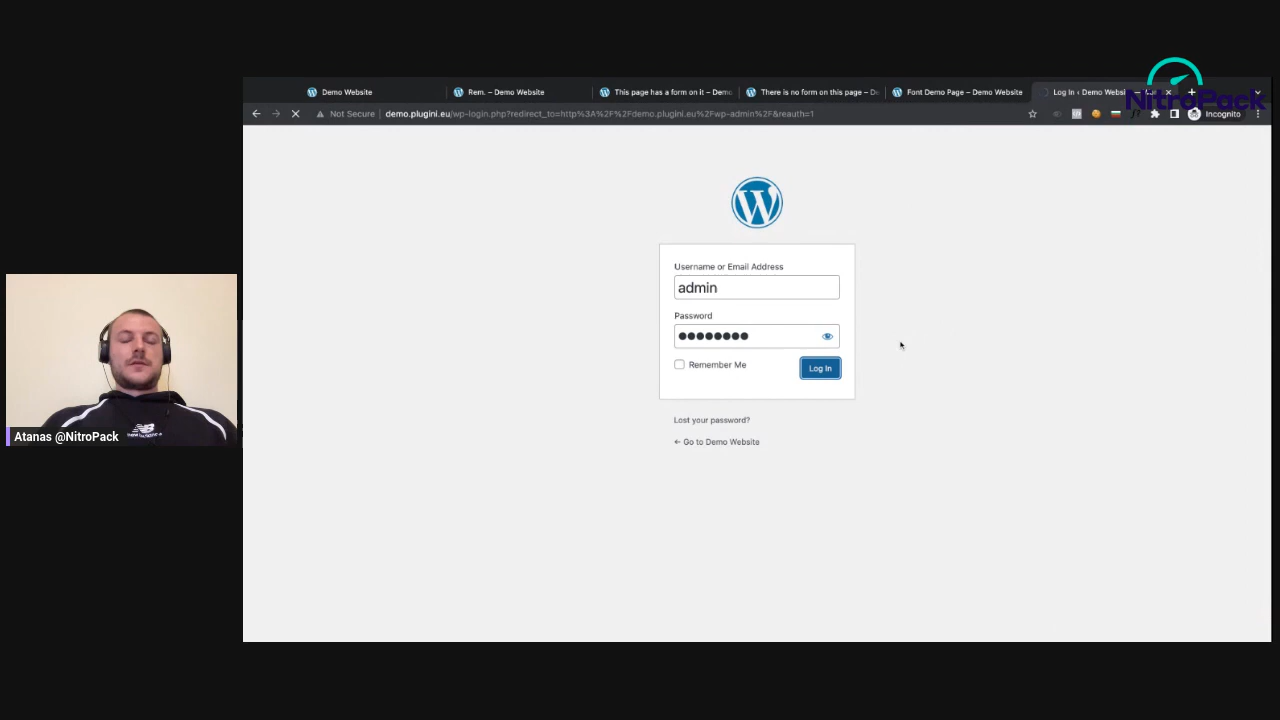 NitroPack
Demo Website
Rem. – Demo Website
This page has a form on it – Demo
There is no form on this page – De
Font Demo Page – Demo Website
Log In ‹ Demo Websi
Not Secure
demo.plugini.eu/wp-login.php?redirect_to=http%3A%2F%2Fdemo.plugini.eu%2Fwp-admin%2F&reauth=1
Incognito
Username or Email Address
admin
Password
Remember Me
Log In
Lost your password?
← Go to Demo Website
Atanas @NitroPack